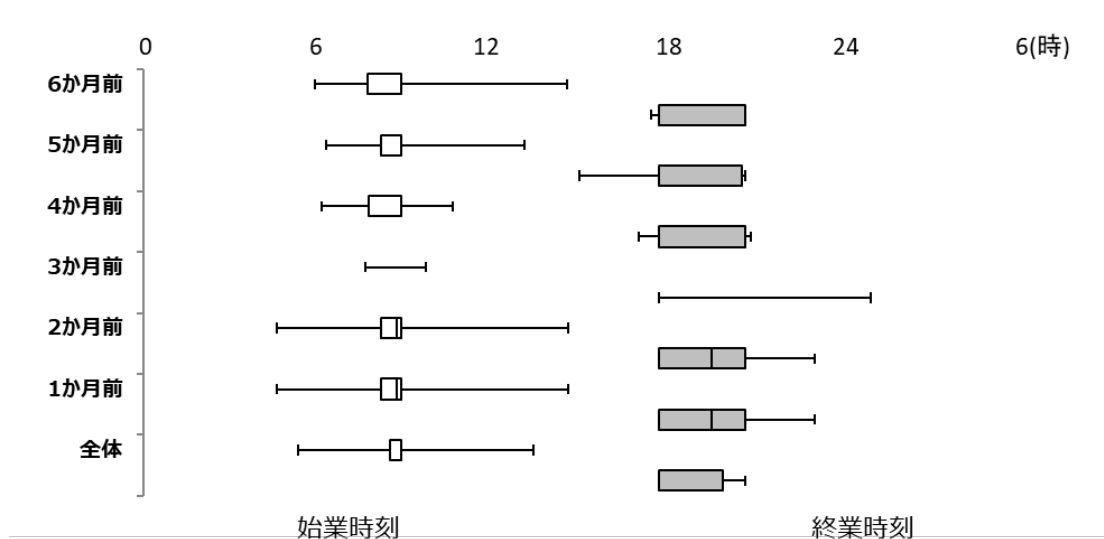 0 6 12 18 24 6(時)
6か月前
5か月前
4か月前
3か月前
2か月前
1か月前
全体
始業時刻 終業時刻